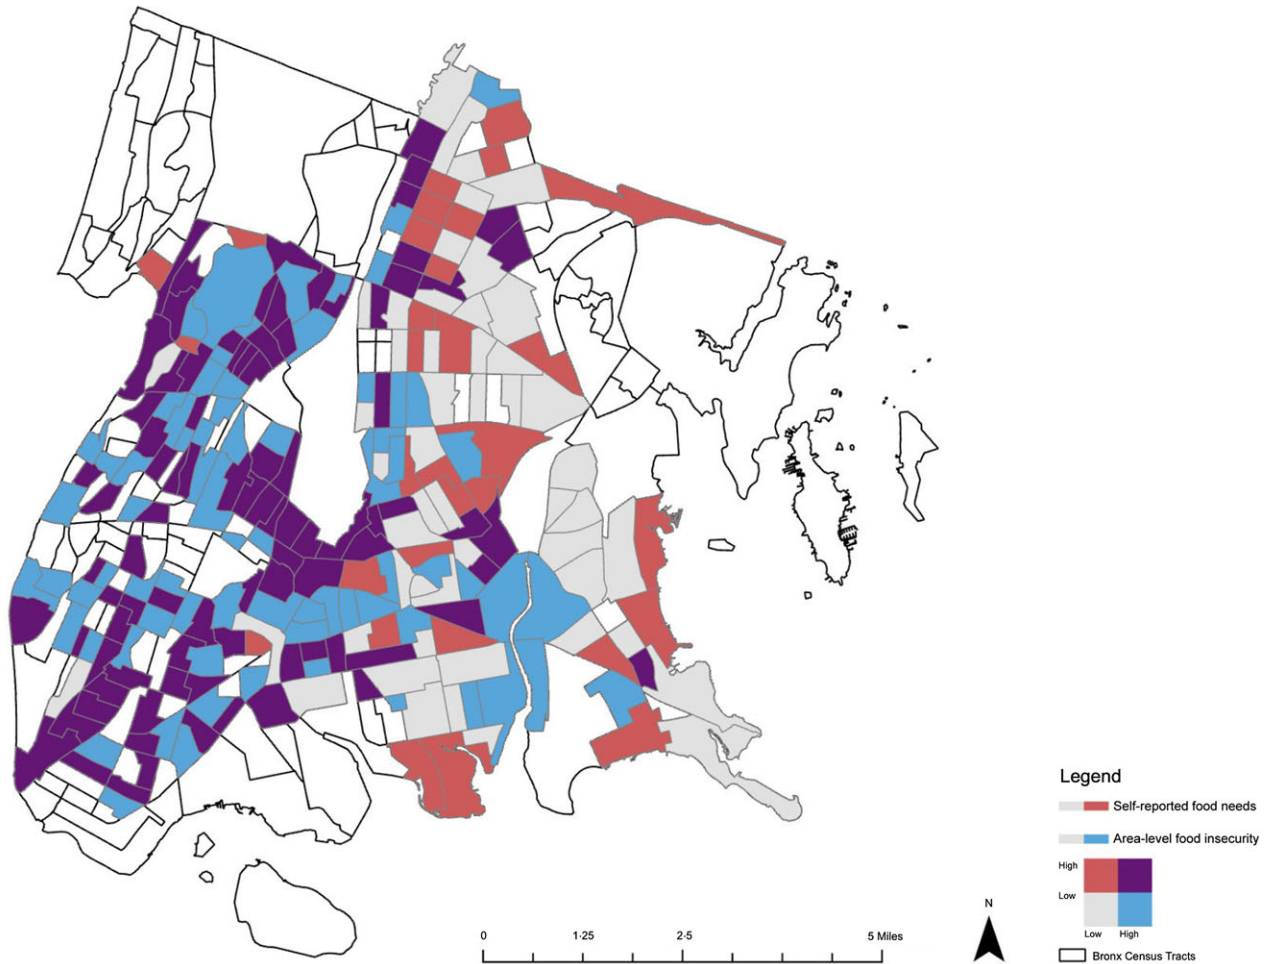 Legend
Self-reported food needs
Area-level food insecurity
High
Low
Low High
Bronx Census Tracts
N
0 1·25 2·5 5 Miles